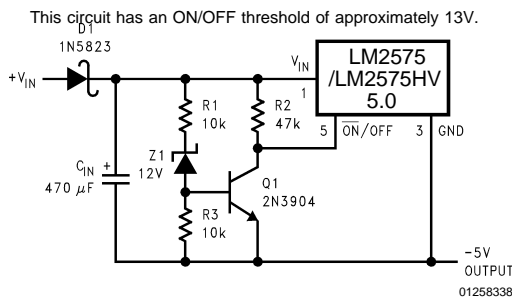 This circuit has an ON/OFF threshold of approximately 13V.
D1
1N5823
+VIN
VIN
1
LM2575
/LM2575HV
5.0
5
ON/OFF
3
GND
R1
10k
R2
47k
Z1
12V
CIN
+
470 μF
Q1
2N3904
R3
10k
-5V
OUTPUT
01258338